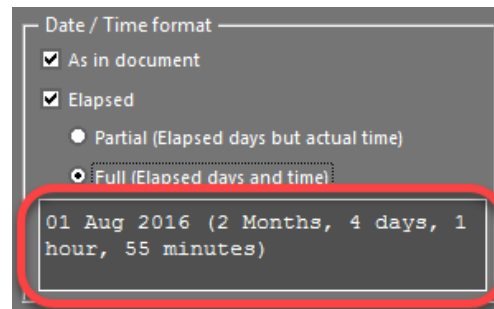 Date / Time format
As in document
Elapsed
Partial (Elapsed days but actual time)
Full (Elapsed days and time)
01 Aug 2016 (2 Months, 4 days, 1
hour, 55 minutes)